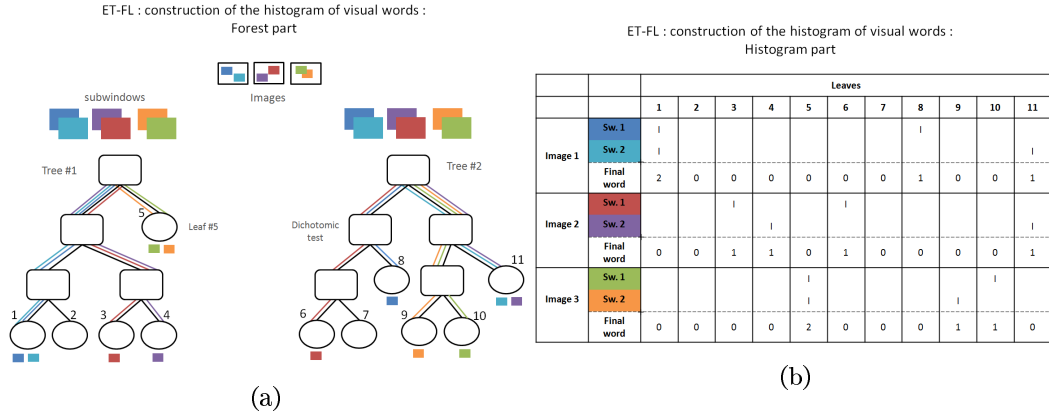 ET-FL : construction of the histogram of visual words :
Forest part
subwindows
Images
Tree #1
Tree #2
5
Leaf #5
Dichotomic
test
8
11
1
2
3
4
6
7
9
10
(a)
ET-FL : construction of the histogram of visual words :
Histogram part
Leaves
1 2 3 4 5 6 7 8 9 10 11
Image 1
Sw. 1 I I
Sw. 2 I I
Final
word 2 0 0 0 0 0 0 1 0 0 1
Image 2
Sw. 1 I I
Sw. 2 I I
Final
word 0 0 1 1 0 1 0 0 0 0 1
Image 3
Sw. 1 I I
Sw. 2 I I
Final
word 0 0 0 0 2 0 0 0 1 1 0
(b)